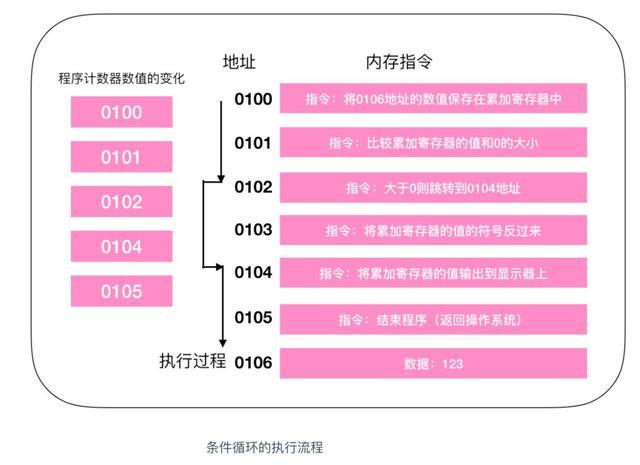 地址 内存指令
程序计数器数值的变化
0100
0101
0102
0104
0105
0100 指令：将0106地址的数值保存在累加寄存器中
0101 指令：比较累加寄存器的值和0的大小
0102 指令：大于0则跳转到0104地址
0103 指令：将累加寄存器的值的符号反过来
0104 指令：将累加寄存器的值输出到显示器上
0105 指令：结束程序（返回操作系统）
执行过程 0106 数据：123
条件循环的执行流程